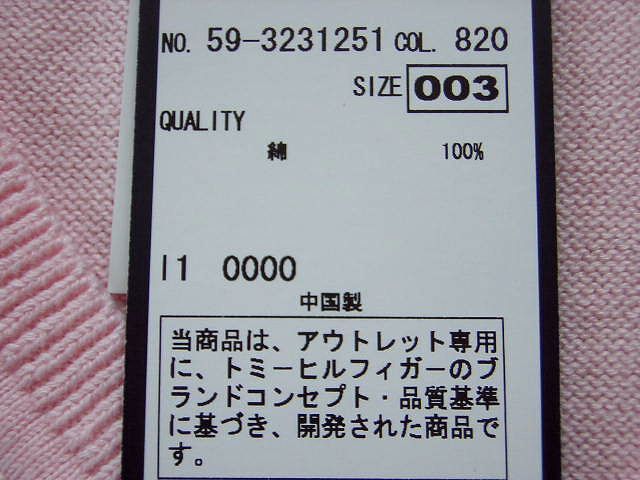 NO. 59-3231251 COL. 820
SIZE 003
QUALITY
綿 100%
I1 0000
中国製
当商品は、アウトレット専用
に、トミーヒルフィガーのブ
ランドコンセプト・品質基準
に基づき、開発された商品で
す。